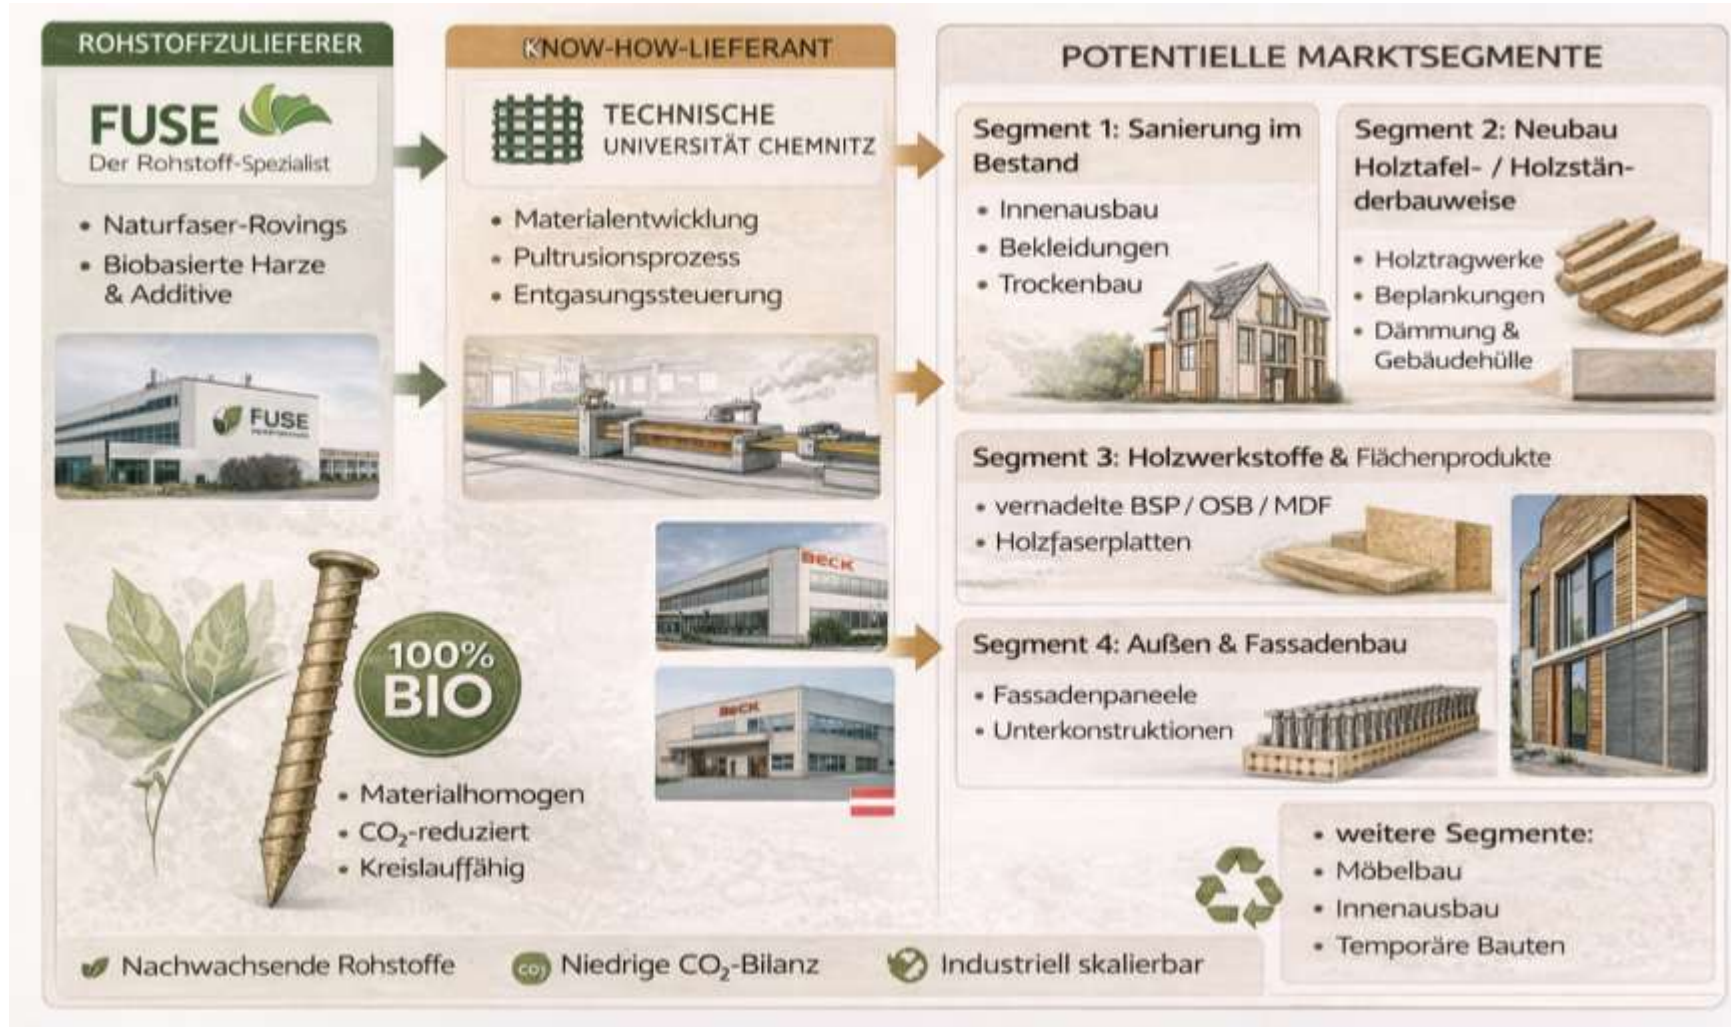 ROHSTOFFZULIEFERER
FUSE
Der Rohstoff-Spezialist
• Naturfaser-Rovings
• Biobasierte Harze
& Additive
FUSE
KNOW-HOW-LIEFERANT
TECHNISCHE
UNIVERSITÄT CHEMNITZ
• Materialentwicklung
• Pultrusionsprozess
• Entgasungssteuerung
BECK
BECK
100%
BIO
• Materialhomogen
• CO₂-reduziert
• Kreislauffähig
POTENTIELLE MARKTSEGMENTE
Segment 1: Sanierung im
Bestand
• Innenausbau
• Bekleidungen
• Trockenbau
Segment 2: Neubau
Holztafel- / Holzstän-
derbauweise
• Holztragwerke
• Beplankungen
• Dämmung &
Gebäudehülle
Segment 3: Holzwerkstoffe & Flächenprodukte
• vernadelte BSP / OSB / MDF
• Holzfaserplatten
Segment 4: Außen & Fassadenbau
• Fassadenpaneele
• Unterkonstruktionen
• weitere Segmente:
• Möbelbau
• Innenausbau
• Temporäre Bauten
Nachwachsende Rohstoffe
Niedrige CO₂-Bilanz
Industriell skalierbar